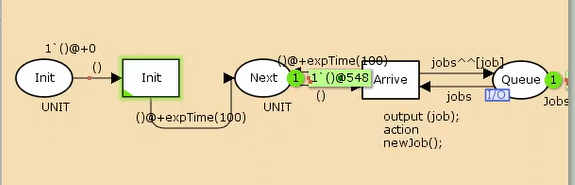 1`()@+0
()
Init
Init
UNIT
()@+expTime(100)
Next
1
1`()@548
UNIT
()@+expTime(100)
()
Arrive
jobs^^[job]
jobs
output (job);
action
newJob();
Queue
1
I/O
Jobs